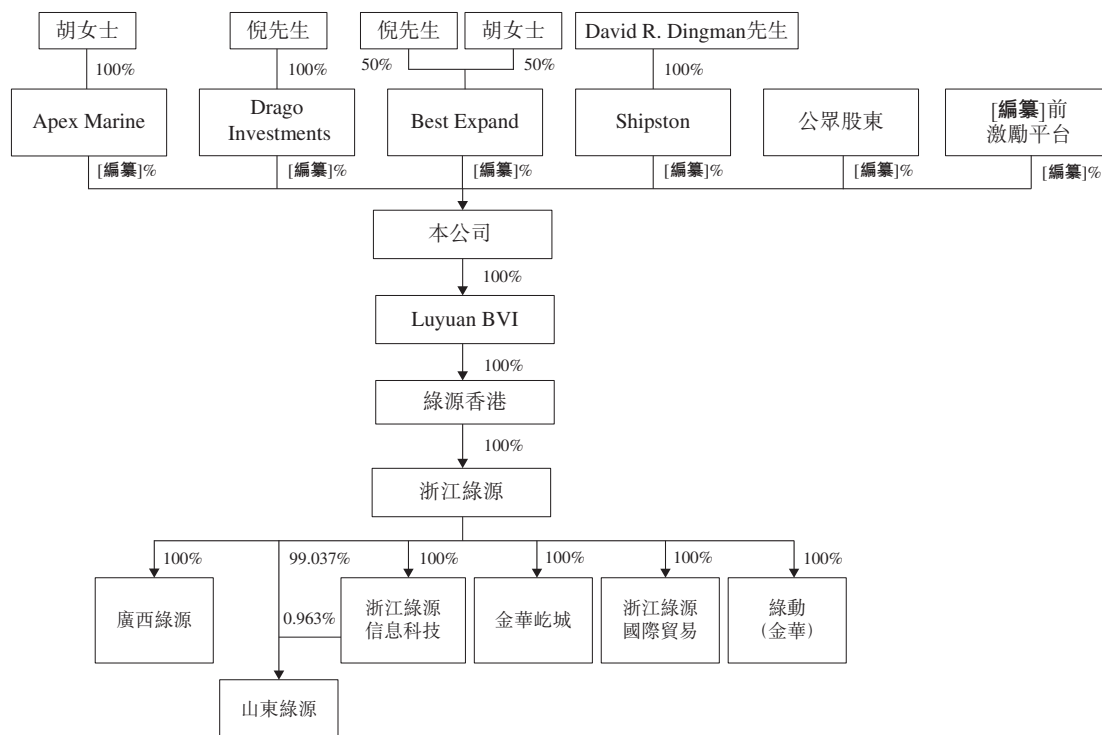 胡女士
倪先生
倪先生
胡女士
David R. Dingman先生
100%
100%
50%
50%
100%
Apex Marine
Drago
Investments
Best Expand
Shipston
公眾股東
[編纂]前
激勵平台
[編纂]%
[編纂]%
[編纂]%
[編纂]%
[編纂]%
[編纂]%
本公司
100%
Luyuan BVI
100%
綠源香港
100%
浙江綠源
100%
99.037%
100%
100%
100%
100%
廣西綠源
0.963%
浙江綠源
信息科技
金華屹城
浙江綠源
國際貿易
綠動
(金華)
山東綠源